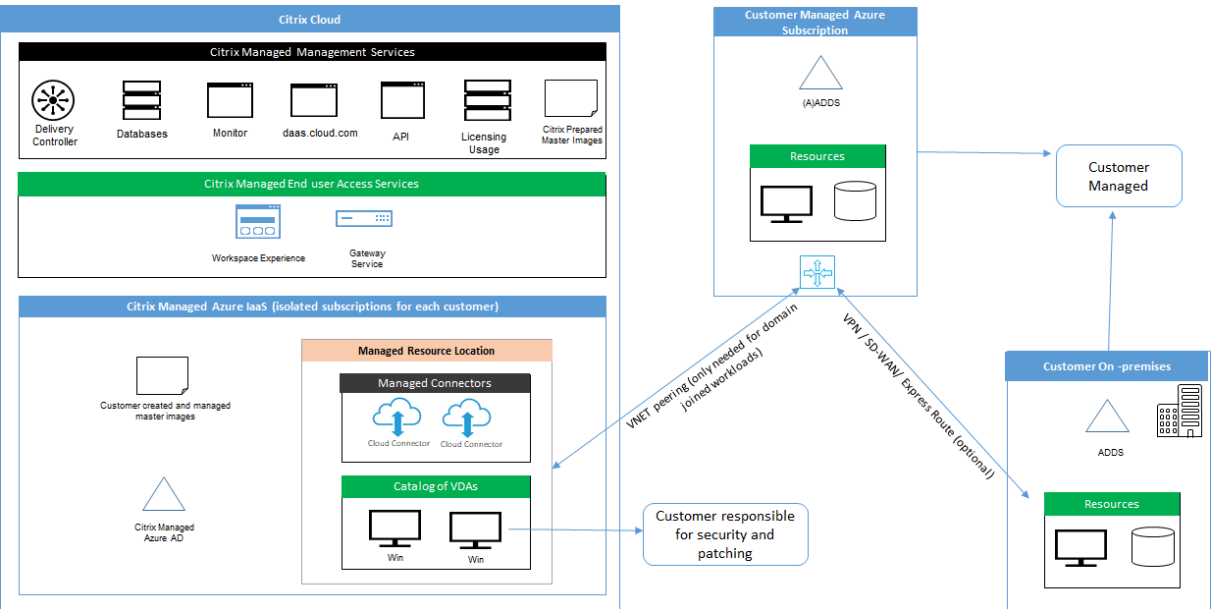 Citrix Cloud
Citrix Managed Management Services
Delivery
Controller
Databases
Monitor
daas.cloud.com
API
Licensing
Usage
Citrix Prepared
Master Images
Citrix Managed End user Access Services
Workspace Experience
Gateway
Service
Citrix Managed Azure IaaS (isolated subscriptions for each customer)
Customer created and managed
master images
Citrix Managed
Azure AD
Managed Resource Location
Managed Connectors
Cloud Connector
Cloud Connector
Catalog of VDAs
Win
Win
Customer responsible
for security and
patching
VNET peering (only needed for domain
joined workloads)
Customer Managed Azure
Subscription
(A)ADDS
Resources
VPN / SD-WAN/ Express Route (optional)
Customer
Managed
Customer On -premises
ADDS
Resources